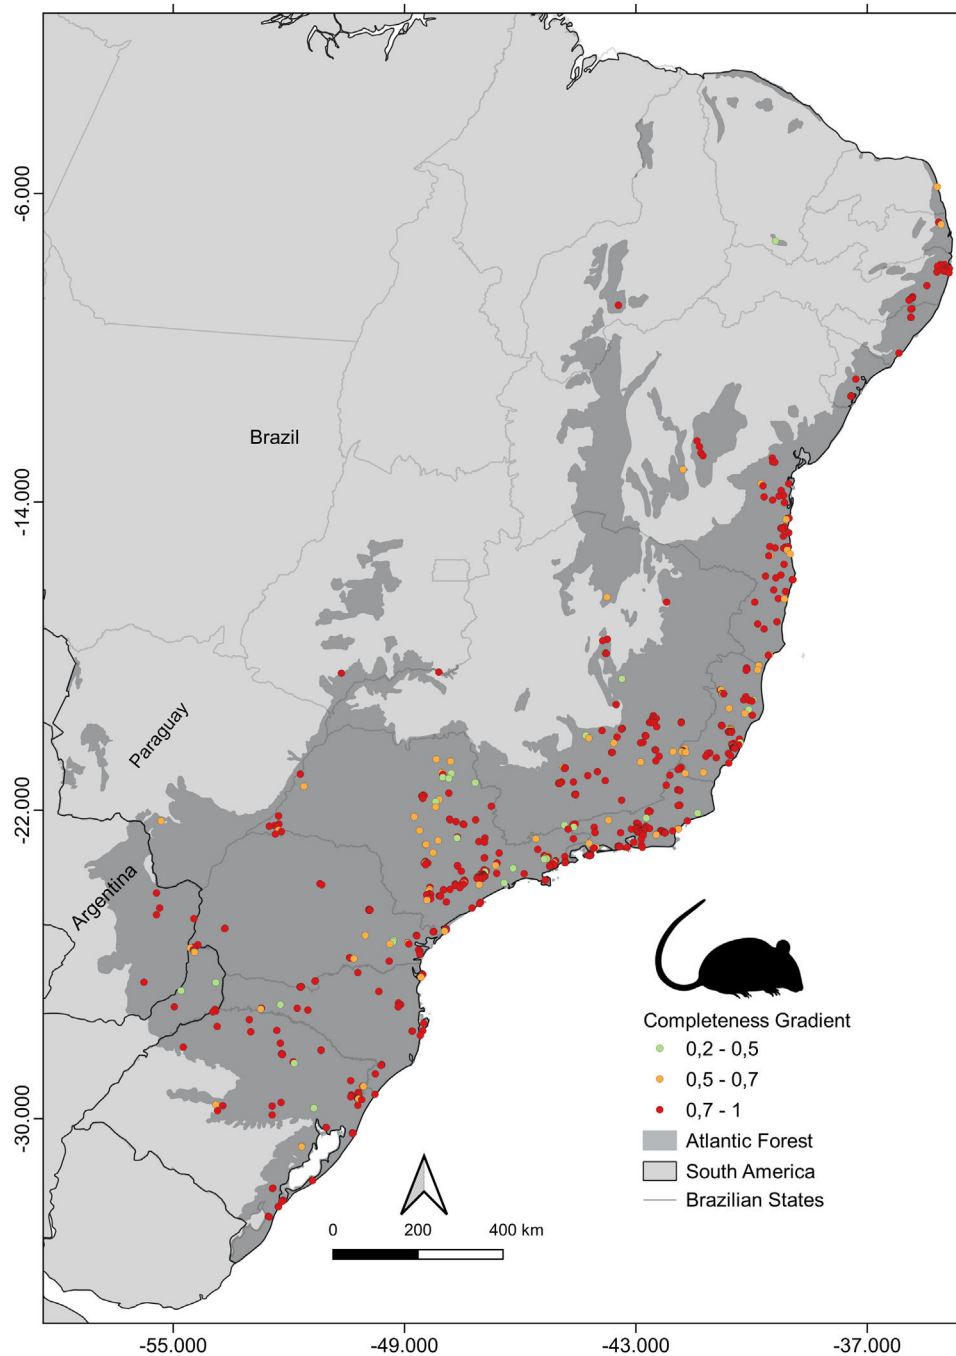 -6.000
-14.000
-22.000
-30.000
Brazil
Paraguay
Argentina
Completeness Gradient
0,2 - 0,5
0,5 - 0,7
0,7 - 1
Atlantic Forest
South America
Brazilian States
0 200 400 km
-55.000 -49.000 -43.000 -37.000